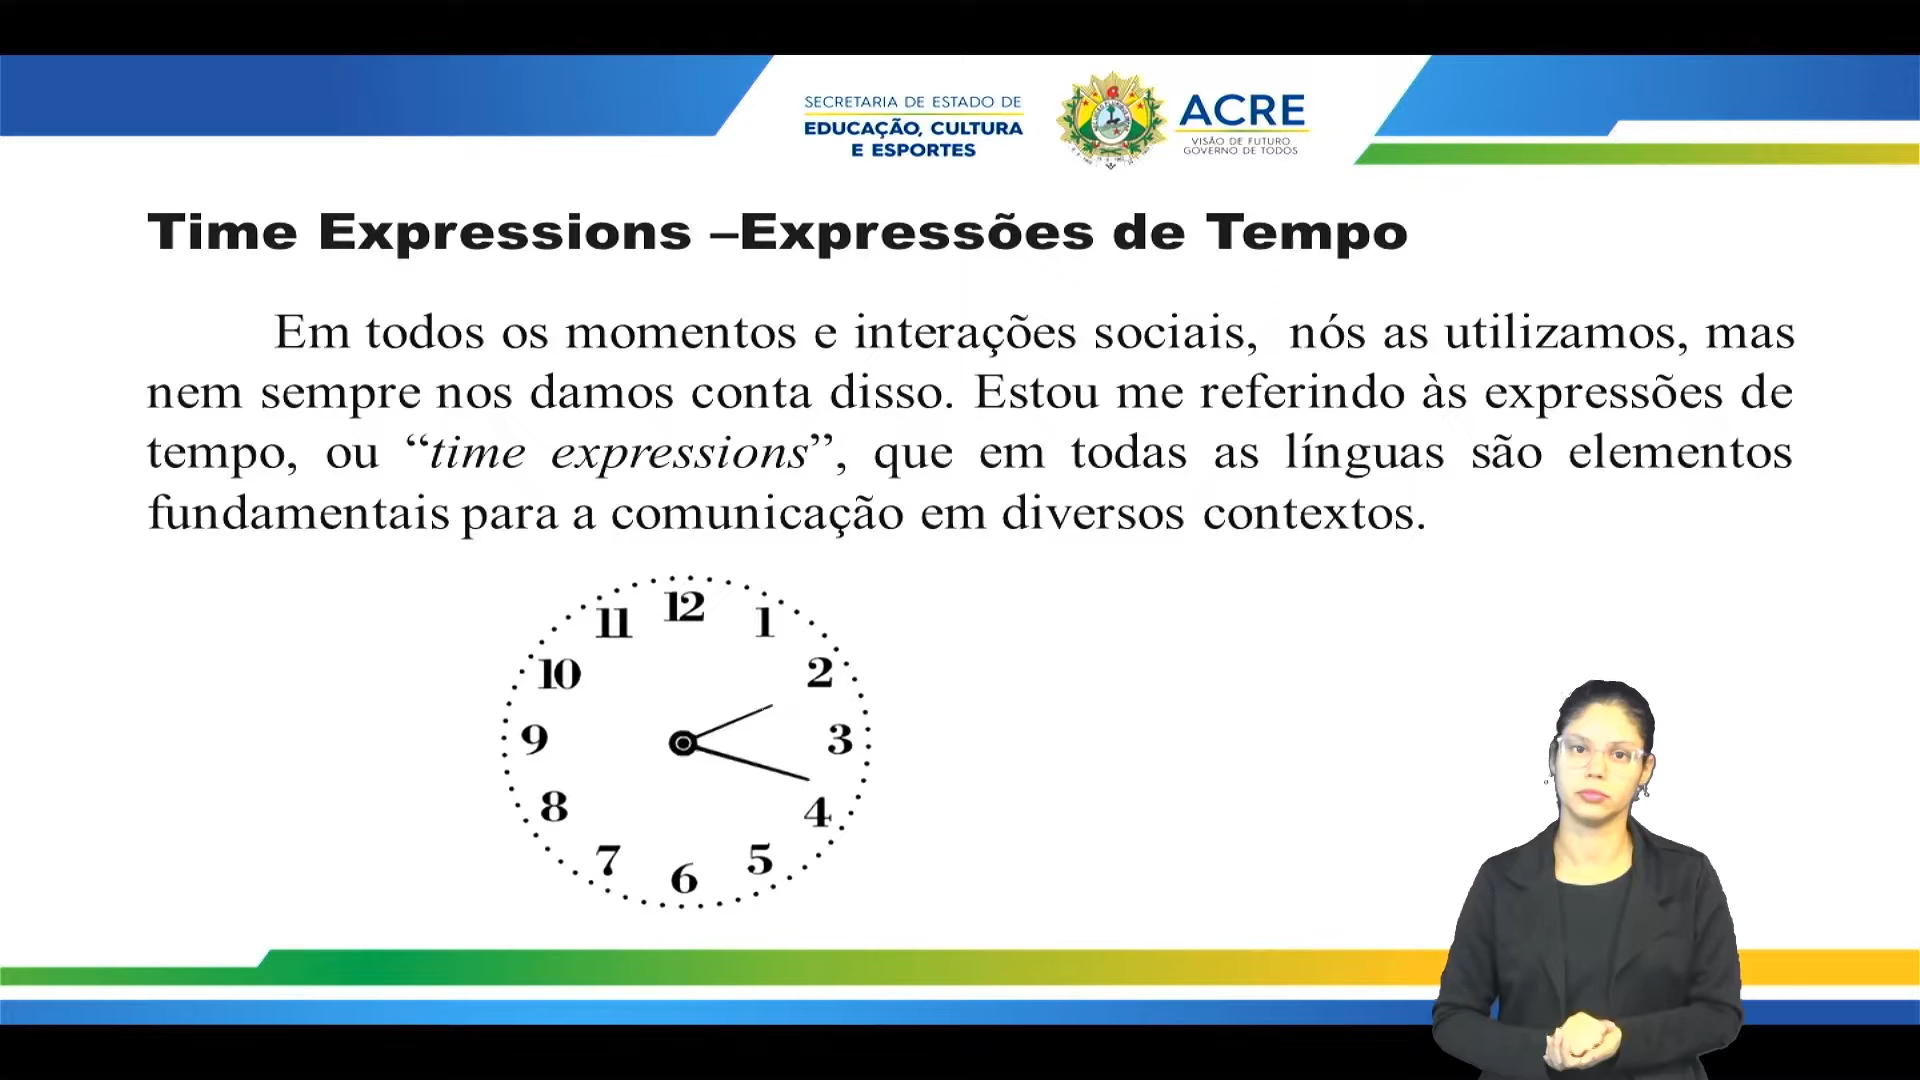 SECRETARIA DE ESTADO DE
EDUCAÇÃO, CULTURA
E ESPORTES
ACRE
VISÃO DE FUTURO
GOVERNO DE TODOS
Time Expressions –Expressões de Tempo
Em todos os momentos e interações sociais, nós as utilizamos, mas
nem sempre nos damos conta disso. Estou me referindo às expressões de
tempo, ou “time expressions”, que em todas as línguas são elementos
fundamentais para a comunicação em diversos contextos.
12
11 1
10 2
9 3
8 4
7 5
6